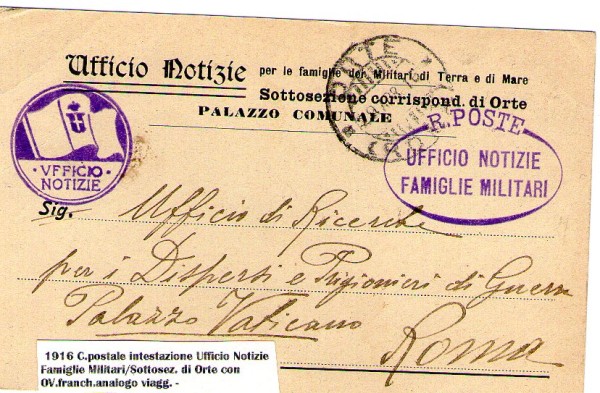 Ufficio Notizie per le famiglie dei Militari di Terra e di Mare
Sottosezione corrispond. di Orte
PALAZZO COMUNALE
ORTE
R. POSTE
UFFICIO NOTIZIE
FAMIGLIE MILITARI
VFFICIO
NOTIZIE
Sig. Ufficio di Ricerche
per i Dispersi e Prigionieri di Guerra
Palazzo Vaticano
Roma
1916 C.postale intestazione Ufficio Notizie
Famiglie Militari/Sottosez. di Orte con
OV.franch.analogo viagg. -